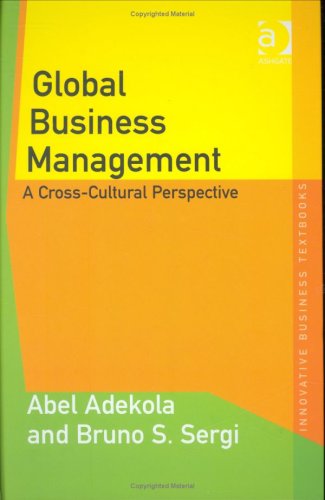 Copyrighted Material
a
ASHGATE
Global
Business
Management
A Cross-Cultural Perspective
INNOVATIVE BUSINESS TEXTBOOKS
Abel Adekola
and Bruno S. Sergi
Copyrighted Material